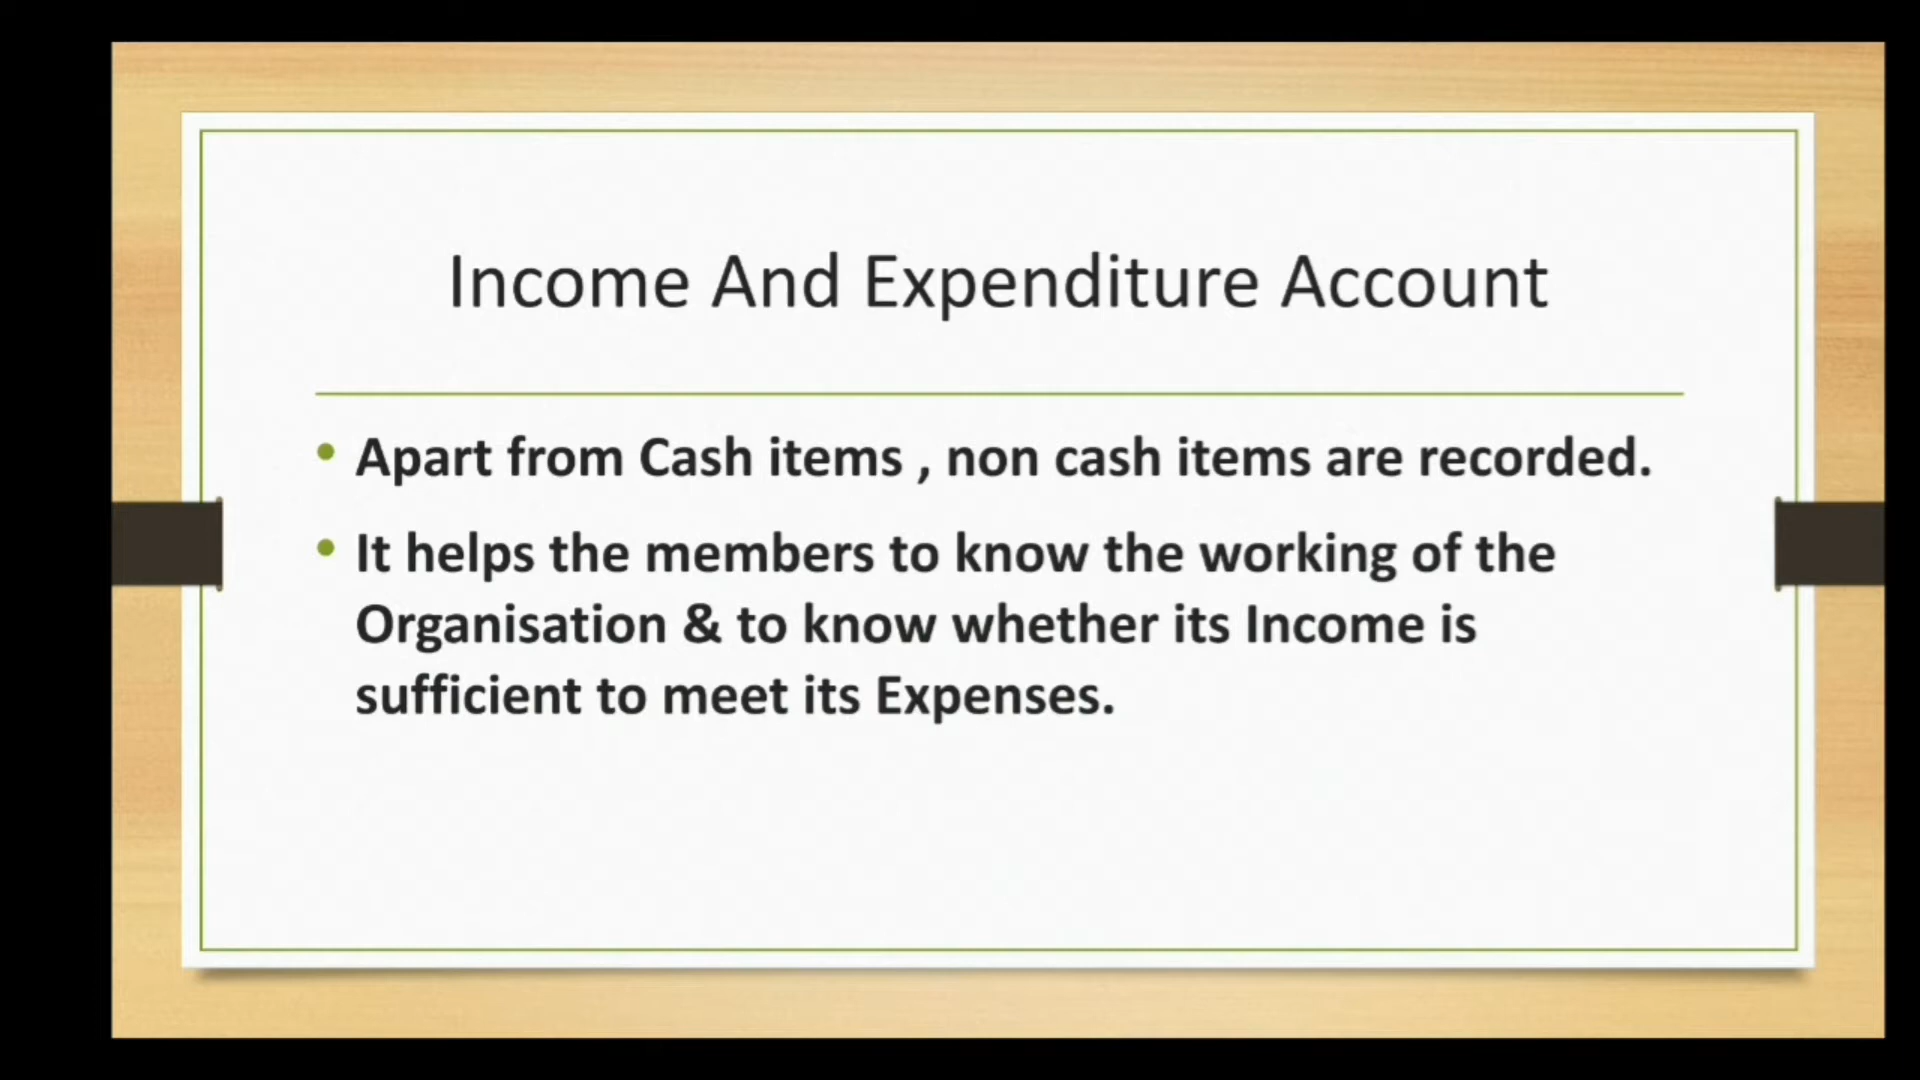 Income And Expenditure Account
• Apart from Cash items , non cash items are recorded.
• It helps the members to know the working of the
Organisation & to know whether its Income is
sufficient to meet its Expenses.